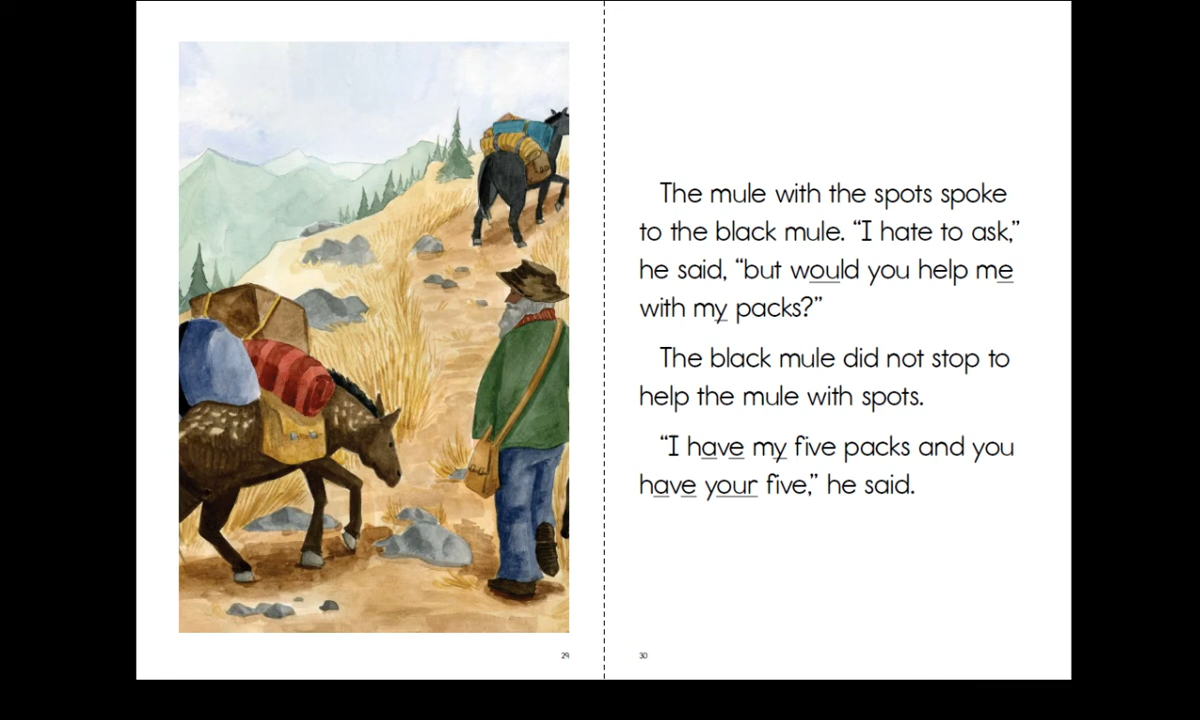 The mule with the spots spoke
to the black mule. “I hate to ask,”
he said, “but would you help me
with my packs?”
The black mule did not stop to
help the mule with spots.
“I have my five packs and you
have your five,” he said.
29
30